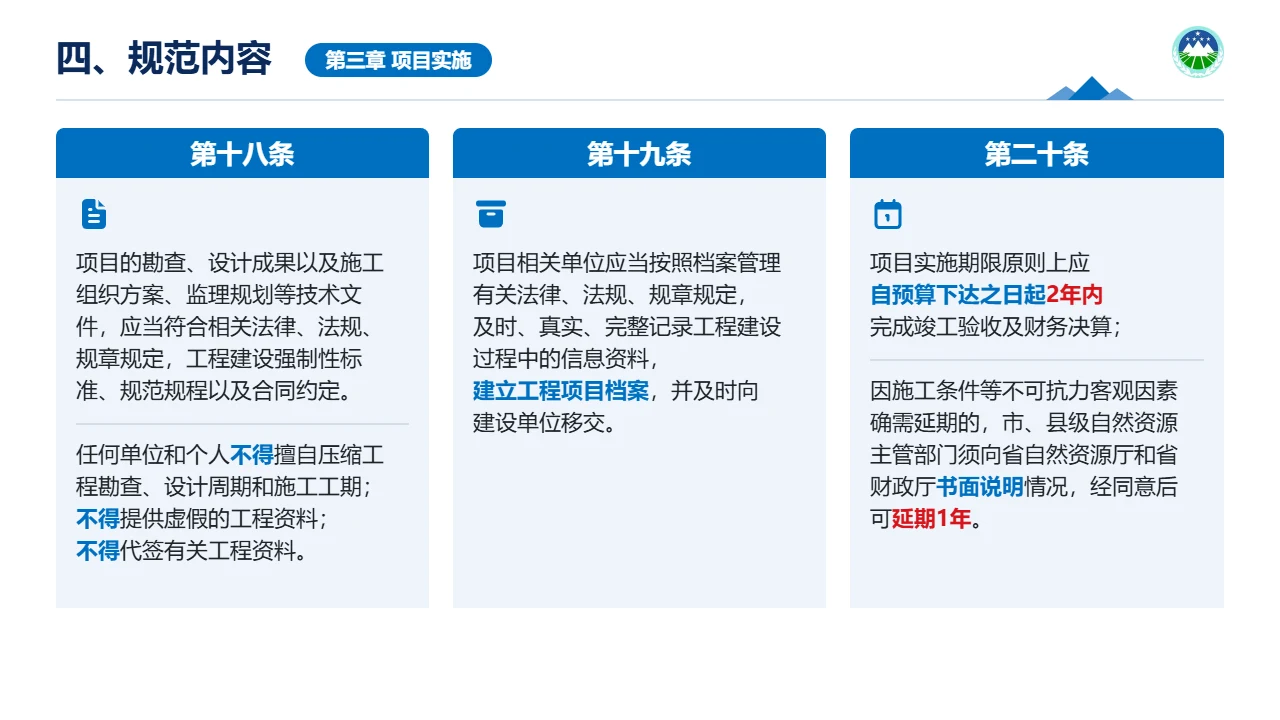 四、规范内容
第三章 项目实施
第十八条
项目的勘查、设计成果以及施工
组织方案、监理规划等技术文
件，应当符合相关法律、法规、
规章规定，工程建设强制性标
准、规范规程以及合同约定。
任何单位和个人不得擅自压缩工
程勘查、设计周期和施工工期；
不得提供虚假的工程资料；
不得代签有关工程资料。
第十九条
项目相关单位应当按照档案管理
有关法律、法规、规章规定，
及时、真实、完整记录工程建设
过程中的信息资料，
建立工程项目档案，并及时向
建设单位移交。
第二十条
项目实施期限原则上应
自预算下达之日起2年内
完成竣工验收及财务决算；
因施工条件等不可抗力客观因素
确需延期的，市、县级自然资源
主管部门须向省自然资源厅和省
财政厅书面说明情况，经同意后
可延期1年。